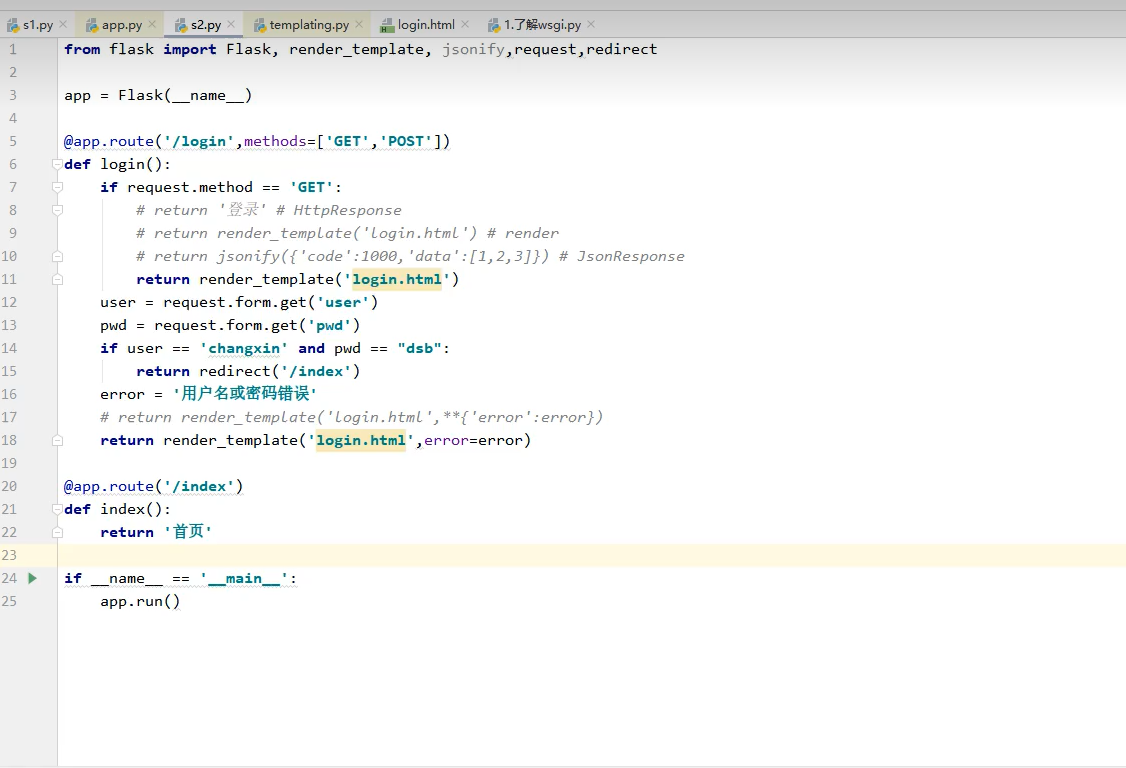 s1.py app.py s2.py templating.py login.html 1.了解wsgi.py
1 from flask import Flask, render_template, jsonify,request,redirect
2
3 app = Flask(__name__)
4
5 @app.route('/login',methods=['GET','POST'])
6 def login():
7     if request.method == 'GET':
8         # return '登录' # HttpResponse
9         # return render_template('login.html') # render
10         # return jsonify({'code':1000,'data':[1,2,3]}) # JsonResponse
11         return render_template('login.html')
12     user = request.form.get('user')
13     pwd = request.form.get('pwd')
14     if user == 'changxin' and pwd == "dsb":
15         return redirect('/index')
16     error = '用户名或密码错误'
17     # return render_template('login.html',**{'error':error})
18     return render_template('login.html',error=error)
19
20 @app.route('/index')
21 def index():
22     return '首页'
23
24 if __name__ == '__main__':
25     app.run()